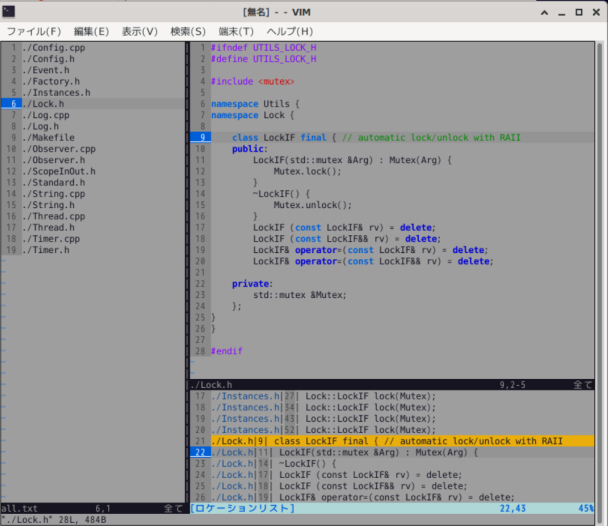 [無名] - - VIM
ファイル(F) 編集(E) 表示(V) 検索(S) 端末(T) ヘルプ(H)
1 ./Config.cpp
2 ./Config.h
3 ./Event.h
4 ./Factory.h
5 ./Instances.h
6 ./Lock.h
7 ./Log.cpp
8 ./Log.h
9 ./Makefile
10 ./Observer.cpp
11 ./Observer.h
12 ./ScopeInOut.h
13 ./Standard.h
14 ./String.cpp
15 ./String.h
16 ./Thread.cpp
17 ./Thread.h
18 ./Timer.cpp
19 ./Timer.h
all.txt 6,1 全て
1 #ifndef UTILS_LOCK_H
2 #define UTILS_LOCK_H
3
4 #include <mutex>
5
6 namespace Utils {
7 namespace Lock {
8
9 class LockIF final { // automatic lock/unlock with RAII
10 public:
11 LockIF(std::mutex &Arg) : Mutex(Arg) {
12 Mutex.lock();
13 }
14 ~LockIF() {
15 Mutex.unlock();
16 }
17 LockIF (const LockIF& rv) = delete;
18 LockIF (const LockIF&& rv) = delete;
19 LockIF& operator=(const LockIF& rv) = delete;
20 LockIF& operator=(const LockIF&& rv) = delete;
21
22 private:
23 std::mutex &Mutex;
24 };
25 }
26 }
27
28 #endif
./Lock.h 9,2-5 全て
17 ./Instances.h|27| Lock::LockIF lock(Mutex);
18 ./Instances.h|34| Lock::LockIF lock(Mutex);
19 ./Instances.h|43| Lock::LockIF lock(Mutex);
20 ./Instances.h|52| Lock::LockIF lock(Mutex);
21 ./Lock.h|9| class LockIF final { // automatic lock/unlock with RAII
22 ./Lock.h|11| LockIF(std::mutex &Arg) : Mutex(Arg) {
23 ./Lock.h|14| ~LockIF() {
24 ./Lock.h|17| LockIF (const LockIF& rv) = delete;
25 ./Lock.h|18| LockIF (const LockIF&& rv) = delete;
26 ./Lock.h|19| LockIF& operator=(const LockIF& rv) = delete;
[ロケーションリスト] 22,43 45%
"./Lock.h" 28L, 484B